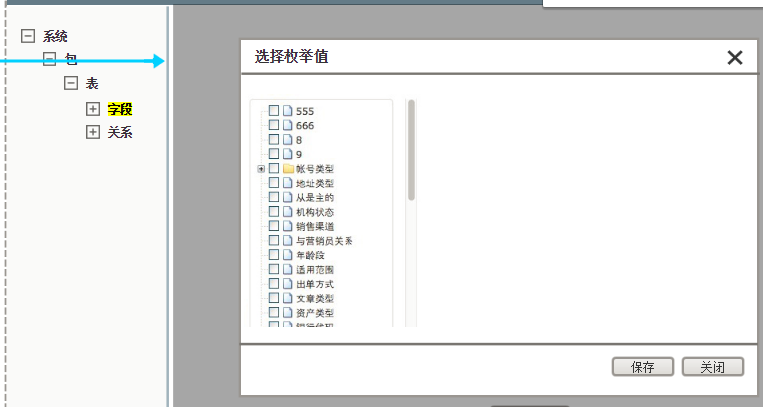 系统
包
表
字段
关系
选择枚举值
555
666
8
9
帐号类型
地址类型
从是主的
机构状态
销售渠道
与营销员关系
年龄段
适用范围
出单方式
文章类型
资产类型
保存
关闭